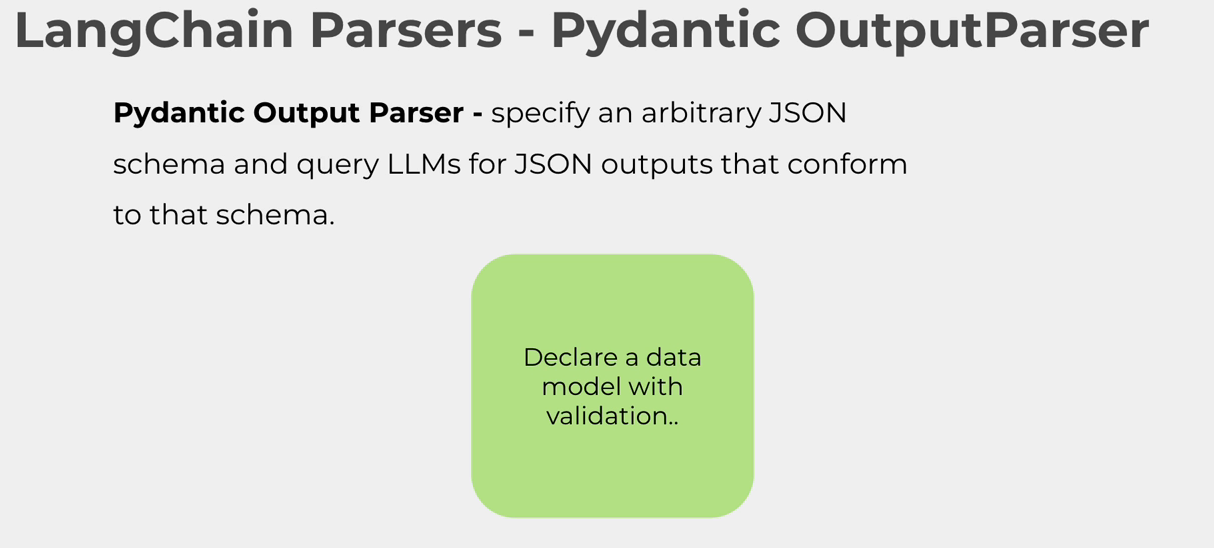 LangChain Parsers - Pydantic OutputParser
Pydantic Output Parser - specify an arbitrary JSON
schema and query LLMs for JSON outputs that conform
to that schema.
Declare a data
model with
validation..